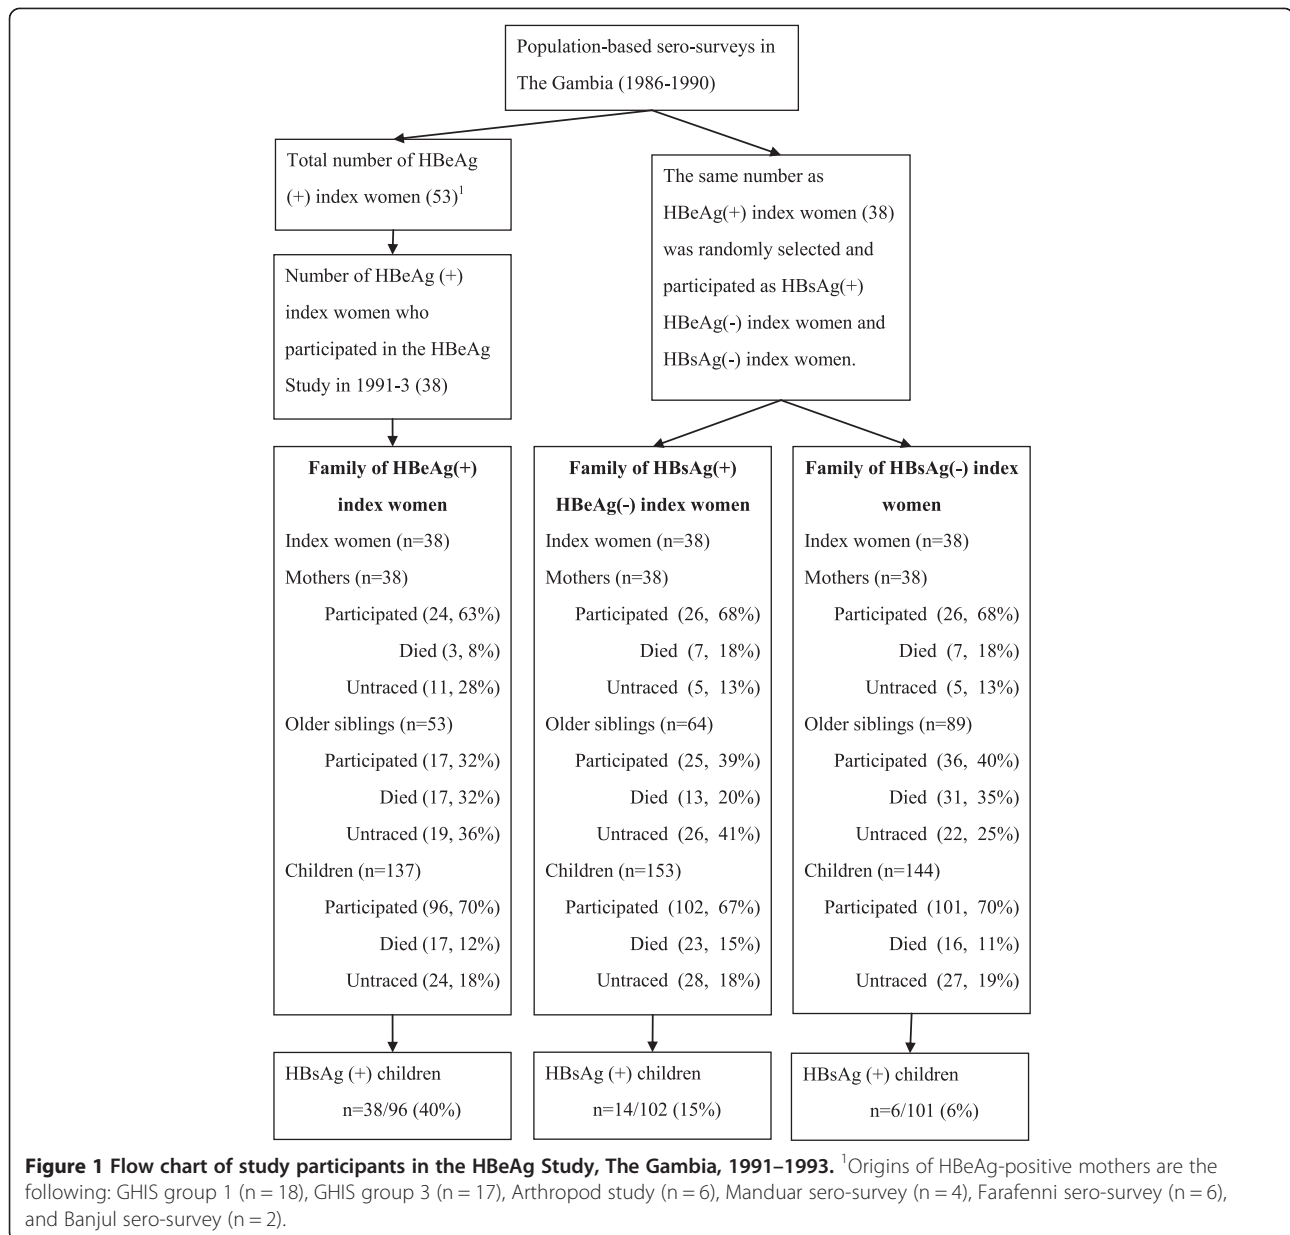 Population-based sero-surveys in
The Gambia (1986-1990)
Total number of HBeAg
(+) index women (53)1
The same number as
HBeAg(+) index women (38)
was randomly selected and
participated as HBsAg(+)
HBeAg(-) index women and
HBsAg(-) index women.
Number of HBeAg (+)
index women who
participated in the HBeAg
Study in 1991-3 (38)
Family of HBeAg(+)
index women
Index women (n=38)
Mothers (n=38)
Participated (24, 63%)
Died (3, 8%)
Untraced (11, 28%)
Older siblings (n=53)
Participated (17, 32%)
Died (17, 32%)
Untraced (19, 36%)
Children (n=137)
Participated (96, 70%)
Died (17, 12%)
Untraced (24, 18%)
Family of HBsAg(+)
HBeAg(-) index women
Index women (n=38)
Mothers (n=38)
Participated (26, 68%)
Died (7, 18%)
Untraced (5, 13%)
Older siblings (n=64)
Participated (25, 39%)
Died (13, 20%)
Untraced (26, 41%)
Children (n=153)
Participated (102, 67%)
Died (23, 15%)
Untraced (28, 18%)
Family of HBsAg(-) index
women
Index women (n=38)
Mothers (n=38)
Participated (26, 68%)
Died (7, 18%)
Untraced (5, 13%)
Older siblings (n=89)
Participated (36, 40%)
Died (31, 35%)
Untraced (22, 25%)
Children (n=144)
Participated (101, 70%)
Died (16, 11%)
Untraced (27, 19%)
HBsAg (+) children
n=38/96 (40%)
HBsAg (+) children
n=14/102 (15%)
HBsAg (+) children
n=6/101 (6%)
Figure 1 Flow chart of study participants in the HBeAg Study, The Gambia, 1991–1993. 1Origins of HBeAg-positive mothers are the
following: GHIS group 1 (n = 18), GHIS group 3 (n = 17), Arthropod study (n = 6), Manduar sero-survey (n = 4), Farafenni sero-survey (n = 6),
and Banjul sero-survey (n = 2).